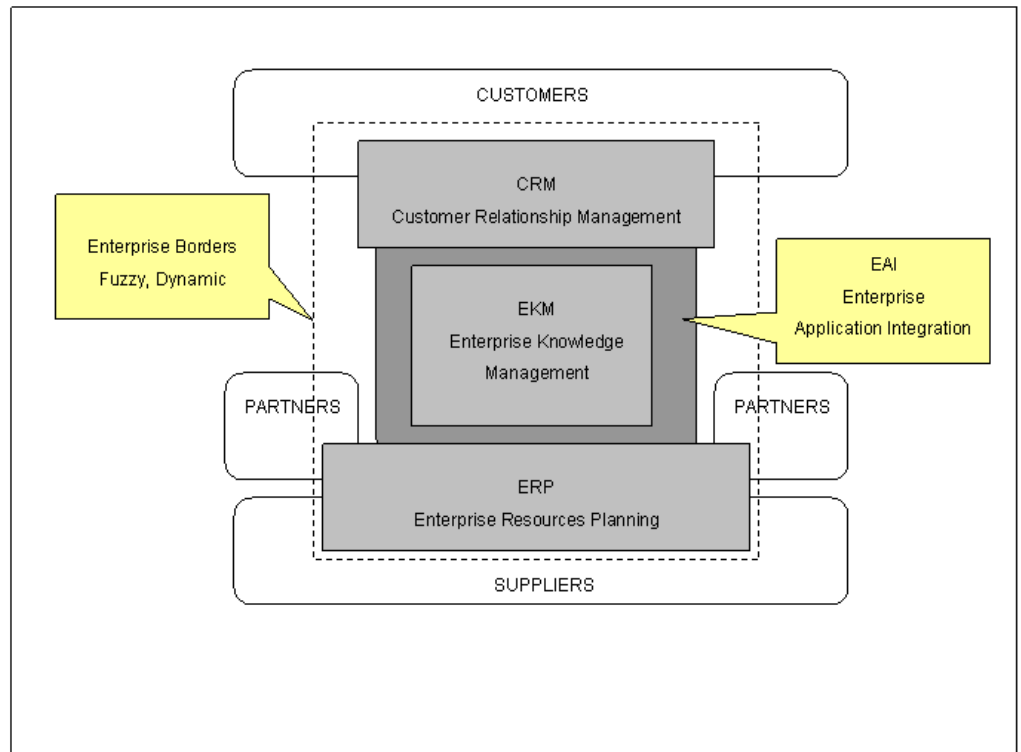 CUSTOMERS
CRM
Customer Relationship Management
Enterprise Borders
Fuzzy, Dynamic
EAI
Enterprise
Application Integration
EKM
Enterprise Knowledge
Management
PARTNERS
PARTNERS
ERP
Enterprise Resources Planning
SUPPLIERS